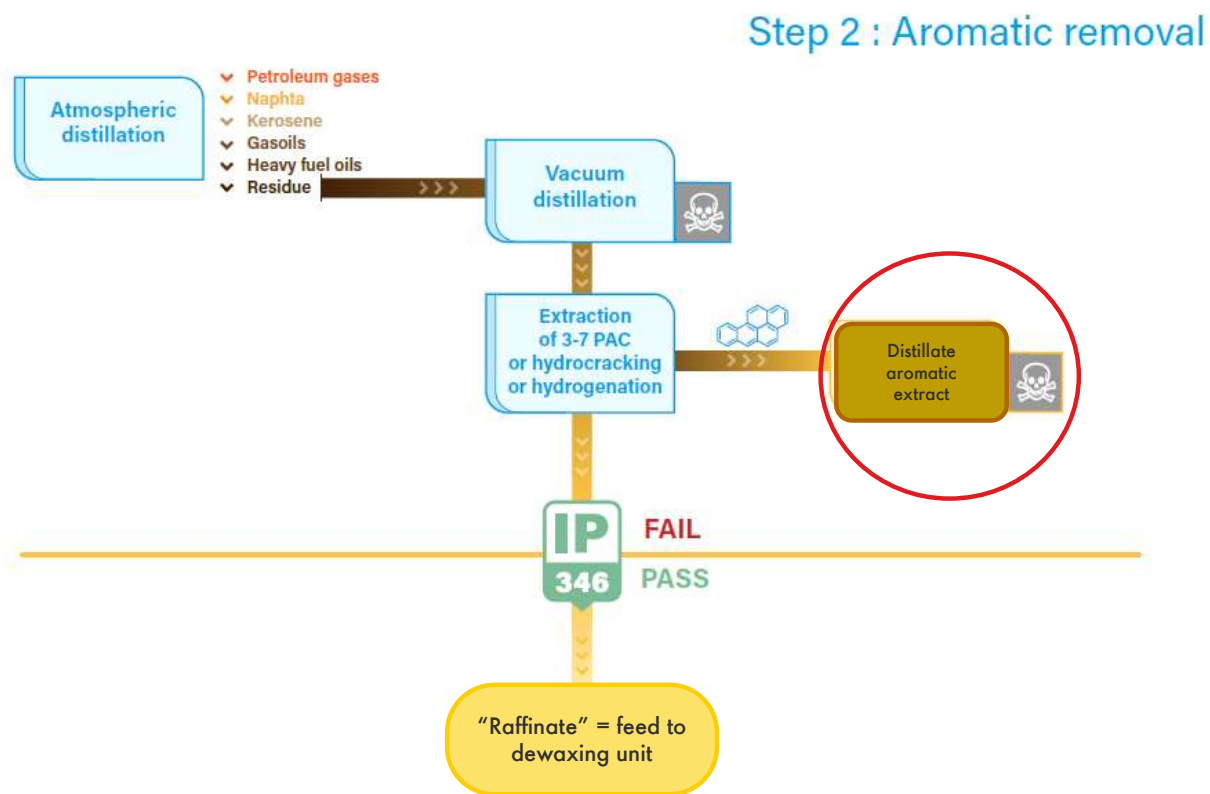 Step 2 : Aromatic removal
Atmospheric
distillation
Petroleum gases
Naphta
Kerosene
Gasoils
Heavy fuel oils
Residue
Vacuum
distillation
Extraction
of 3-7 PAC
or hydrocracking
or hydrogenation
Distillate
aromatic
extract
IP
346
FAIL
PASS
“Raffinate” = feed to
dewaxing unit